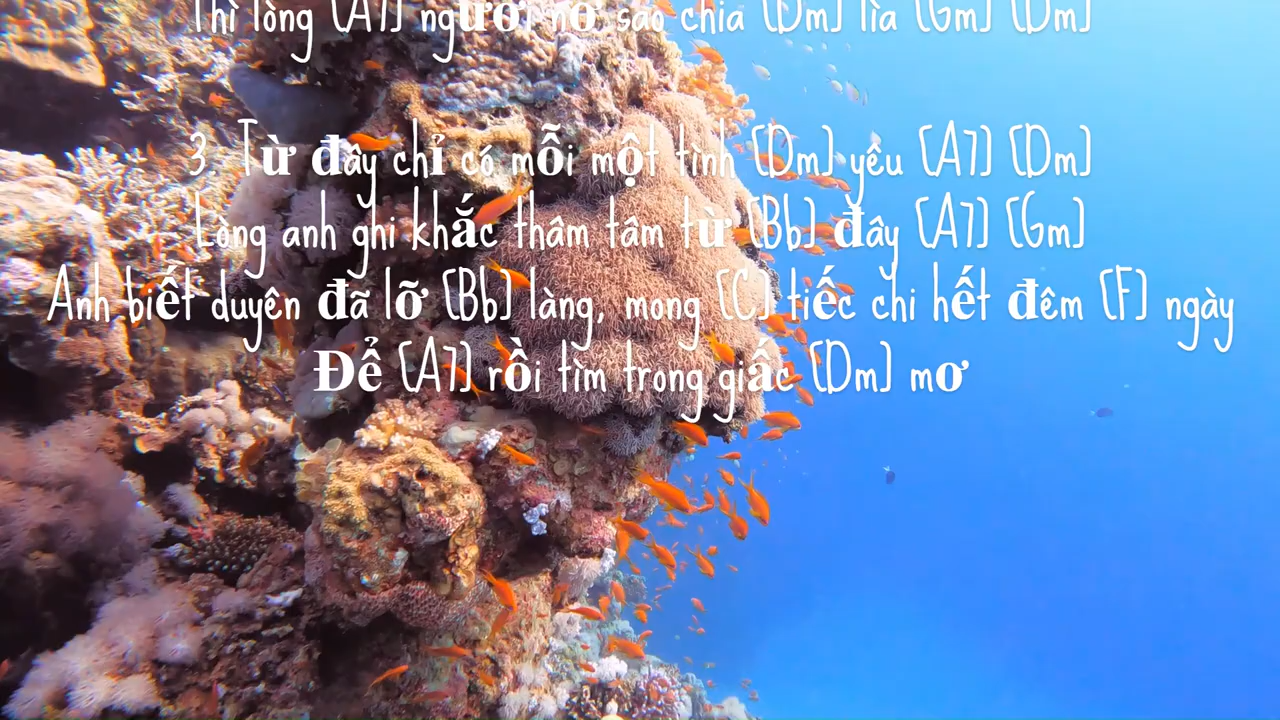 Thì lòng [A7] người nỡ sao chia [Dm] lìa [Gm] [Dm]
3. Từ đây chỉ có mỗi một tình [Dm] yêu [A7] [Dm]
Lòng anh ghi khắc thâm tâm từ [Bb] đây [A7] [Gm]
Anh biết duyên đã lỡ [Bb] làng, mong [C] tiếc chi hết đêm [F] ngày
Để [A7] rồi tìm trong giấc [Dm] mơ